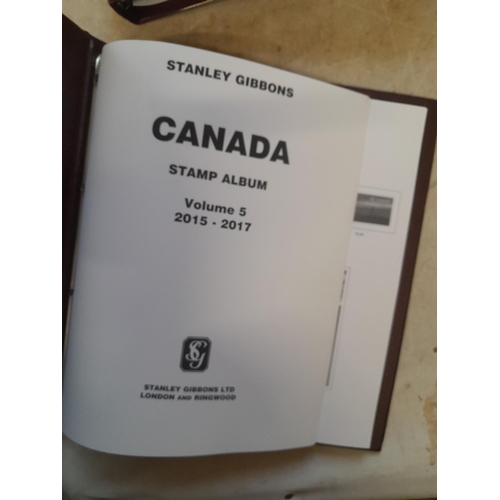 STANLEY GIBBONS
CANADA
STAMP ALBUM
Volume 5
2015 - 2017
SG
STANLEY GIBBONS LTD
LONDON AND RINGWOOD